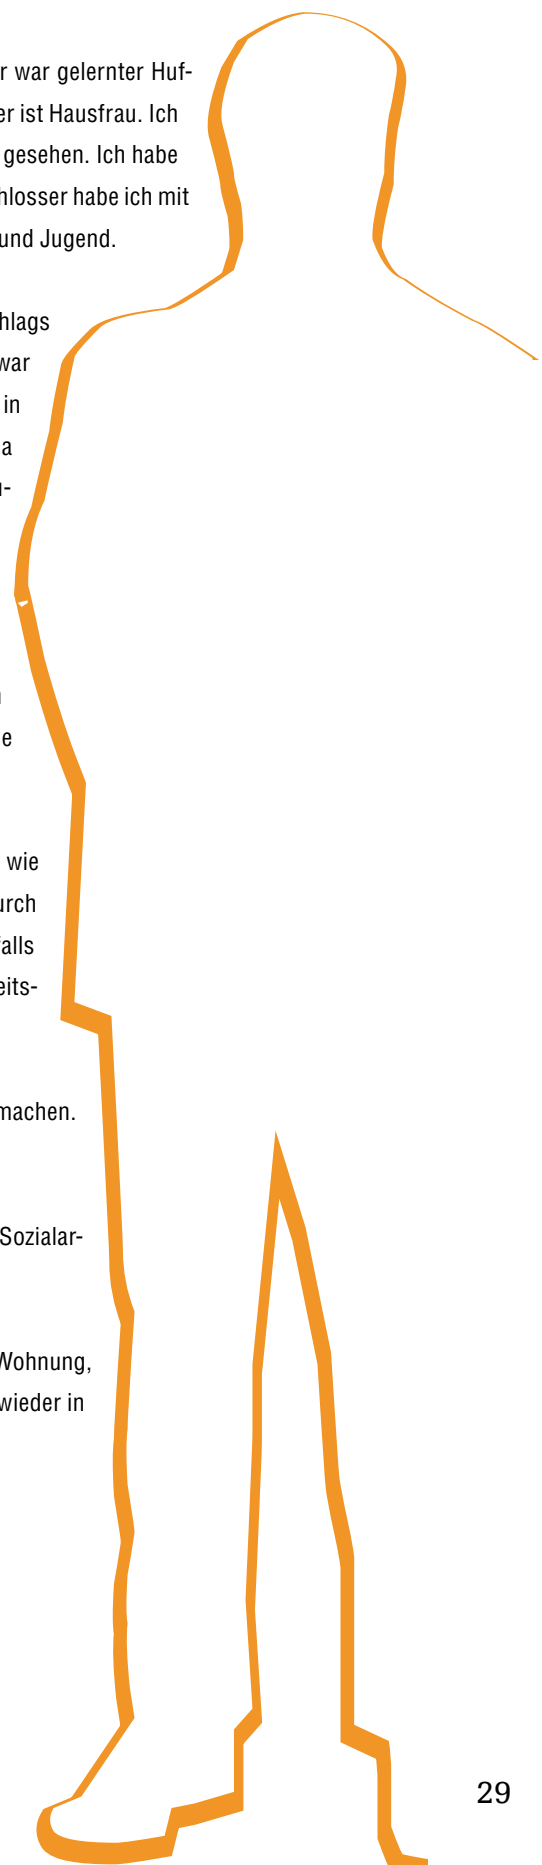 r war gelernter Huf-
er ist Hausfrau. Ich
gesehen. Ich habe
hlosser habe ich mit
und Jugend.
hlags
war
in
a
u-
n
e
wie
urch
falls
eits-
machen.
Sozialar-
Wohnung,
wieder in
29